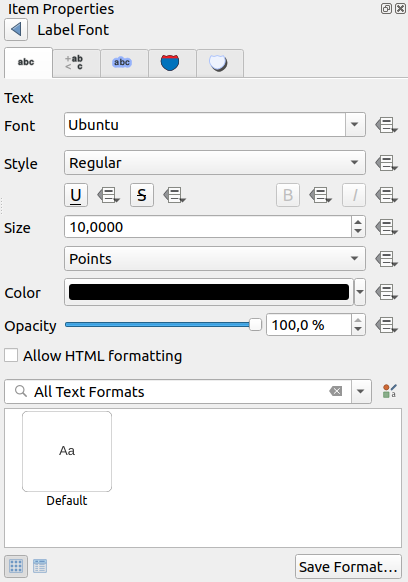 Item Properties
Label Font
abc
+ab
< c
abc
Text
Font Ubuntu
Style Regular
U S B I
Size 10,0000
Points
Color
Opacity 100,0 %
Allow HTML formatting
All Text Formats
a
Aa
Default
Save Format...